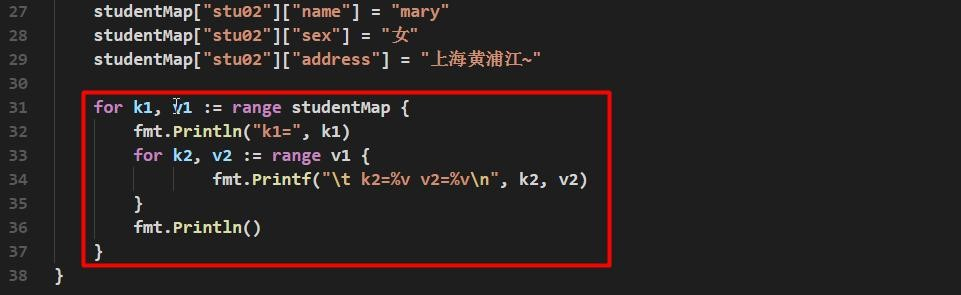 27 studentMap["stu02"]["name"] = "mary"
28 studentMap["stu02"]["sex"] = "女"
29 studentMap["stu02"]["address"] = "上海黄浦江~"
30
31 for k1, v1 := range studentMap {
32 fmt.Println("k1=", k1)
33 for k2, v2 := range v1 {
34 fmt.Printf("\t k2=%v v2=%v\n", k2, v2)
35 }
36 fmt.Println()
37 }
38 }